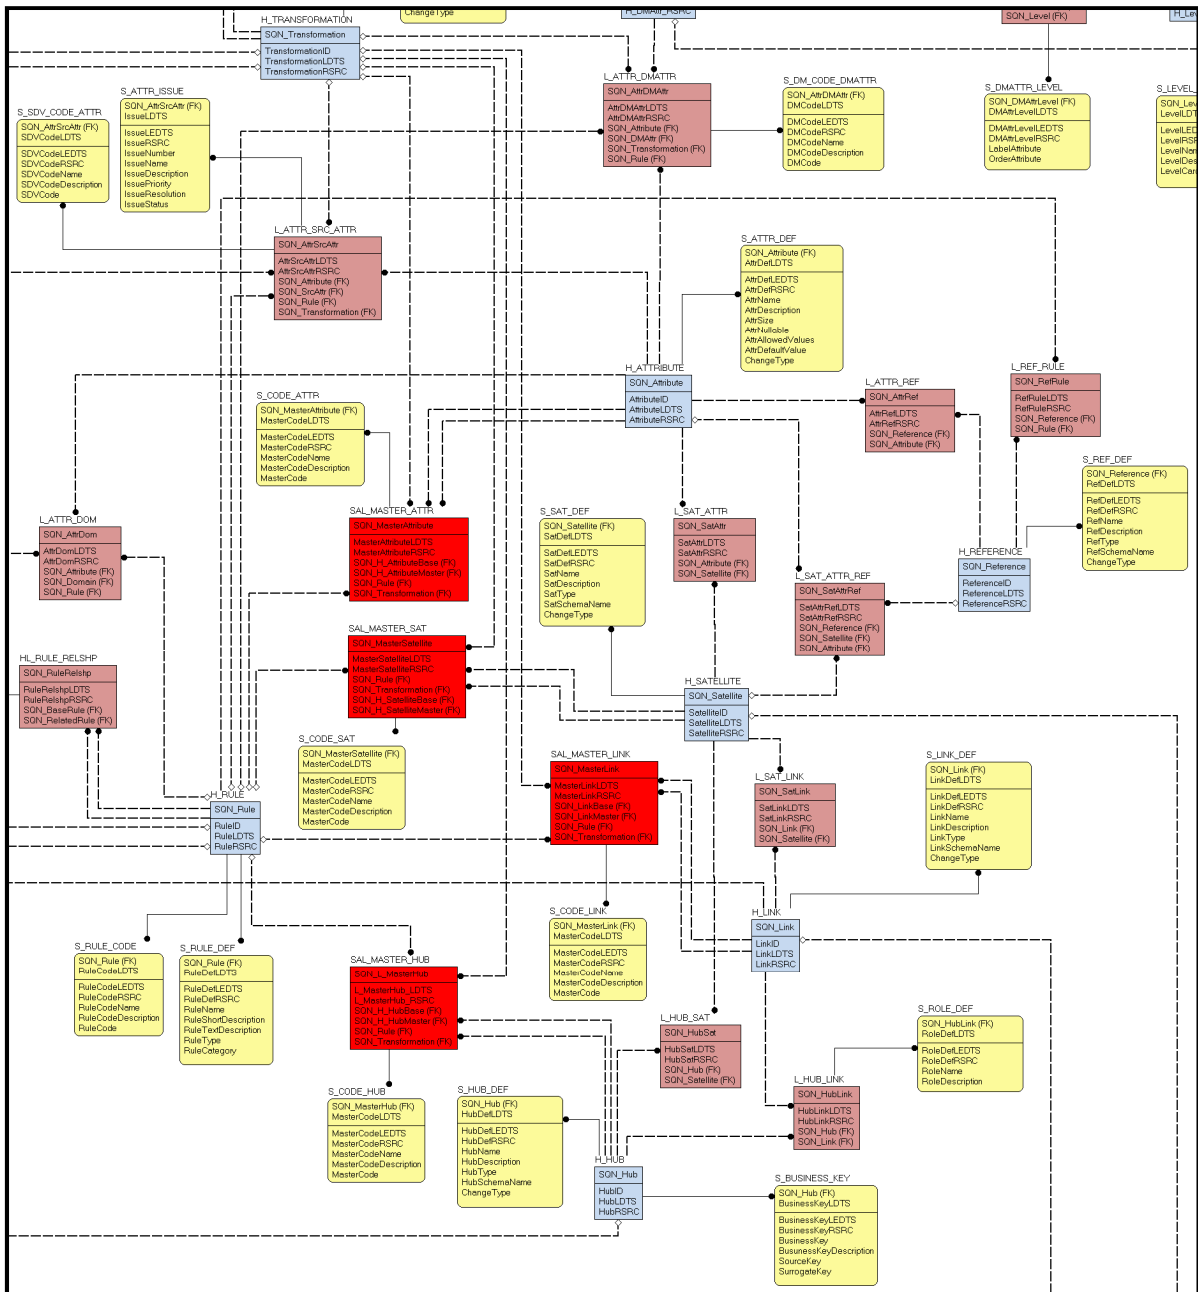 H_TRANSFORMATION
SQN_Transformation
TransformationID
TransformationLDTS
TransformationRSRC
ChangeType
H_DMAttr_RSRC
SQN_Level (FK)
L_ATTR_DMATTR
SQN_AttrDMAttr
AttrDMAttrLDTS
AttrDMAttrRSRC
SQN_Attribute (FK)
SQN_DMAttr (FK)
SQN_Transformation (FK)
SQN_Rule (FK)
S_DM_CODE_DMATTR
SQN_AttrDMAttr (FK)
DMCodeLDTS
DMCodeLEDTS
DMCodeRSRC
DMCodeName
DMCodeDescription
DMCode
S_DMATTR_LEVEL
SQN_DMAttrLevel (FK)
DMAttrLevelLDTS
DMAttrLevelLEDTS
DMAttrLevelRSRC
LabelAttribute
OrderAttribute
S_LEVEL_
SQN_Lev
LevelLDT
LevelLED
LevelRSR
LevelNam
LevelDes
LevelCar
S_SDV_CODE_ATTR
SQN_AttrSrcAttr (FK)
SDVCodeLDTS
SDVCodeLEDTS
SDVCodeRSRC
SDVCodeName
SDVCodeDescription
SDVCode
S_ATTR_ISSUE
SQN_AttrSrcAttr (FK)
IssueLDTS
IssueLEDTS
IssueRSRC
IssueNumber
IssueName
IssueDescription
IssuePriority
IssueResolution
IssueStatus
L_ATTR_SRC_ATTR
SQN_AttrSrcAttr
AttrSrcAttrLDTS
AttrSrcAttrRSRC
SQN_Attribute (FK)
SQN_SrcAttr (FK)
SQN_Rule (FK)
SQN_Transformation (FK)
S_ATTR_DEF
SQN_Attribute (FK)
AttrDefLDTS
AttrDefLEDTS
AttrDefRSRC
AttrName
AttrDescription
AttrSize
AttrNullable
AttrAllowedValues
AttrDefaultValue
ChangeType
H_ATTRIBUTE
SQN_Attribute
AttributeID
AttributeLDTS
AttributeRSRC
L_ATTR_REF
SQN_AttrRef
AttrRefLDTS
AttrRefRSRC
SQN_Reference (FK)
SQN_Attribute (FK)
L_REF_RULE
SQN_RefRule
RefRuleLDTS
RefRuleRSRC
SQN_Reference (FK)
SQN_Rule (FK)
S_CODE_ATTR
SQN_MasterAttribute (FK)
MasterCodeLDTS
MasterCodeLEDTS
MasterCodeRSRC
MasterCodeName
MasterCodeDescription
MasterCode
S_REF_DEF
SQN_Reference (FK)
RefDefLDTS
RefDefLEDTS
RefDefRSRC
RefName
RefDescription
RefType
RefSchemaName
ChangeType
L_ATTR_DOM
SQN_AttrDom
AttrDomLDTS
AttrDomRSRC
SQN_Attribute (FK)
SQN_Domain (FK)
SQN_Rule (FK)
SAL_MASTER_ATTR
SQN_MasterAttribute
MasterAttributeLDTS
MasterAttributeRSRC
SQN_H_AttributeBase (FK)
SQN_H_AttributeMaster (FK)
SQN_Rule (FK)
SQN_Transformation (FK)
S_SAT_DEF
SQN_Satellite (FK)
SatDefLDTS
SatDefLEDTS
SatDefRSRC
SatName
SatDescription
SatType
SatSchemaName
ChangeType
L_SAT_ATTR
SQN_SatAttr
SatAttrLDTS
SatAttrRSRC
SQN_Attribute (FK)
SQN_Satellite (FK)
H_REFERENCE
SQN_Reference
ReferenceID
ReferenceLDTS
ReferenceRSRC
L_SAT_ATTR_REF
SQN_SatAttrRef
SatAttrRefLDTS
SatAttrRefRSRC
SQN_Reference (FK)
SQN_Satellite (FK)
SQN_Attribute (FK)
HL_RULE_RELSHP
SQN_RuleRelshp
RuleRelshpLDTS
RuleRelshpRSRC
SQN_BaseRule (FK)
SQN_RelatedRule (FK)
SAL_MASTER_SAT
SQN_MasterSatellite
MasterSatelliteLDTS
MasterSatelliteRSRC
SQN_Rule (FK)
SQN_Transformation (FK)
SQN_H_SatelliteBase (FK)
SQN_H_SatelliteMaster (FK)
H_SATELLITE
SQN_Satellite
SatelliteID
SatelliteLDTS
SatelliteRSRC
S_CODE_SAT
SQN_MasterSatellite (FK)
MasterCodeLDTS
MasterCodeLEDTS
MasterCodeRSRC
MasterCodeName
MasterCodeDescription
MasterCode
SAL_MASTER_LINK
SQN_MasterLink
MasterLinkLDTS
MasterLinkRSRC
SQN_LinkBase (FK)
SQN_LinkMaster (FK)
SQN_Rule (FK)
SQN_Transformation (FK)
L_SAT_LINK
SQN_SatLink
SatLinkLDTS
SatLinkRSRC
SQN_Link (FK)
SQN_Satellite (FK)
S_LINK_DEF
SQN_Link (FK)
LinkDefLDTS
LinkDefLEDTS
LinkDefRSRC
LinkName
LinkDescription
LinkType
LinkSchemaName
ChangeType
H_RULE
SQN_Rule
RuleID
RuleLDTS
RuleRSRC
S_CODE_LINK
SQN_MasterLink (FK)
MasterCodeLDTS
MasterCodeLEDTS
MasterCodeRSRC
MasterCodeName
MasterCodeDescription
MasterCode
H_LINK
SQN_Link
LinkID
LinkLDTS
LinkRSRC
S_RULE_CODE
SQN_Rule (FK)
RuleCodeLDTS
RuleCodeLEDTS
RuleCodeRSRC
RuleCodeName
RuleCodeDescription
RuleCode
S_RULE_DEF
SQN_Rule (FK)
RuleDefLDTS
RuleDefLEDTS
RuleDefRSRC
RuleName
RuleShortDescription
RuleTextDescription
RuleType
RuleCategory
SAL_MASTER_HUB
SQN_L_MasterHub
L_MasterHub_LDTS
L_MasterHub_RSRC
SQN_H_HubBase (FK)
SQN_H_HubMaster (FK)
SQN_Rule (FK)
SQN_Transformation (FK)
L_HUB_SAT
SQN_HubSat
HubSatLDTS
HubSatRSRC
SQN_Hub (FK)
SQN_Satellite (FK)
S_ROLE_DEF
SQN_HubLink (FK)
RoleDefLDTS
RoleDefLEDTS
RoleDefRSRC
RoleName
RoleDescription
L_HUB_LINK
SQN_HubLink
HubLinkLDTS
HubLinkRSRC
SQN_Hub (FK)
SQN_Link (FK)
S_CODE_HUB
SQN_MasterHub (FK)
MasterCodeLDTS
MasterCodeLEDTS
MasterCodeRSRC
MasterCodeName
MasterCodeDescription
MasterCode
S_HUB_DEF
SQN_Hub (FK)
HubDefLDTS
HubDefLEDTS
HubDefRSRC
HubName
HubDescription
HubType
HubSchemaName
ChangeType
H_HUB
SQN_Hub
HubID
HubLDTS
HubRSRC
S_BUSINESS_KEY
SQN_Hub (FK)
BusinessKeyLDTS
BusinessKeyLEDTS
BusinessKeyRSRC
BusinessKey
BusunessKeyDescription
SourceKey
SurrogateKey